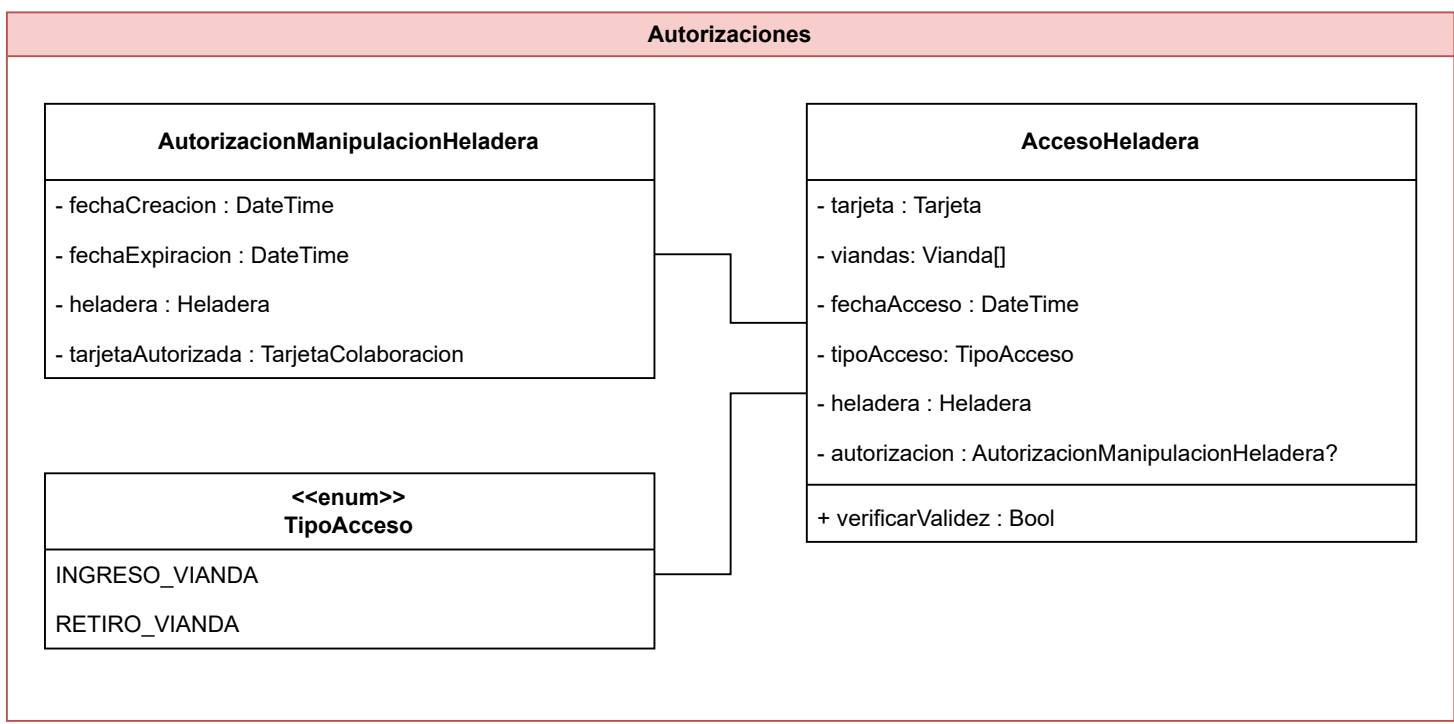 Autorizaciones
AutorizacionManipulacionHeladera
- fechaCreacion : DateTime
- fechaExpiracion : DateTime
- heladera : Heladera
- tarjetaAutorizada : TarjetaColaboracion
AccesoHeladera
- tarjeta : Tarjeta
- viandas: Vianda[]
- fechaAcceso : DateTime
- tipoAcceso: TipoAcceso
- heladera : Heladera
- autorizacion : AutorizacionManipulacionHeladera?
+ verificarValidez : Bool
<<enum>>
TipoAcceso
INGRESO_VIANDA
RETIRO_VIANDA